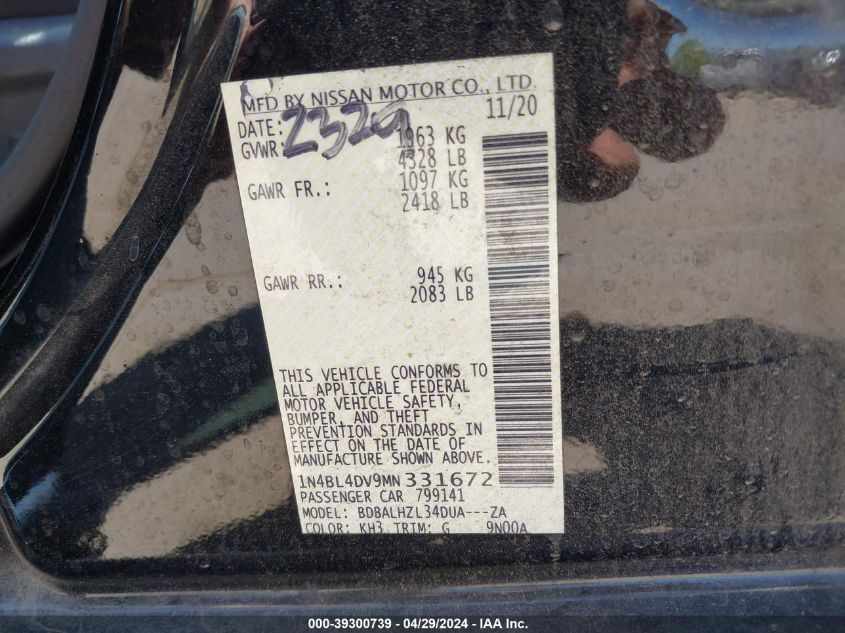 MFD BY NISSAN MOTOR CO., LTD.
DATE: 11/20
2329
GVWR: 1963 KG
4328 LB
GAWR FR.: 1097 KG
2418 LB
GAWR RR.: 945 KG
2083 LB
THIS VEHICLE CONFORMS TO
ALL APPLICABLE FEDERAL
MOTOR VEHICLE SAFETY,
BUMPER, AND THEFT
PREVENTION STANDARDS IN
EFFECT ON THE DATE OF
MANUFACTURE SHOWN ABOVE.
1N4BL4DV9MN 331672
PASSENGER CAR 799141
MODEL: BDBALHZL34DUA---ZA
COLOR: KH3 TRIM: G 9N00A
000-39300739 / 04/29/2024 - IAA Inc.